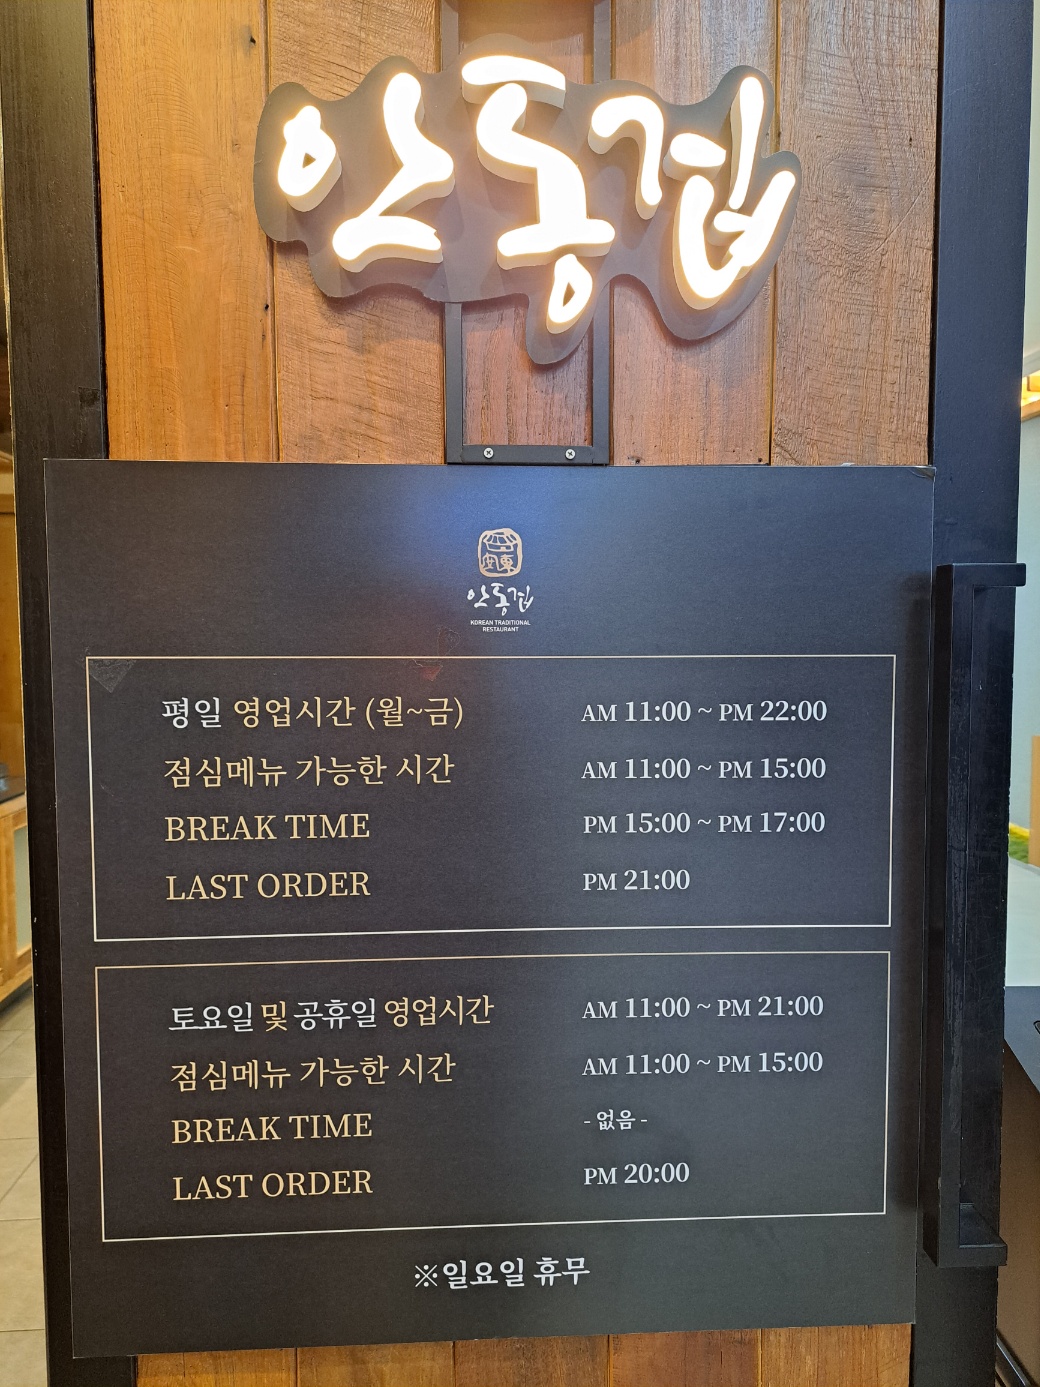 안동껍
安東
안동껍
KOREAN TRADITIONAL
RESTAURANT
평일 영업시간 (월~금) AM 11:00 ~ PM 22:00
점심메뉴 가능한 시간 AM 11:00 ~ PM 15:00
BREAK TIME PM 15:00 ~ PM 17:00
LAST ORDER PM 21:00
토요일 및 공휴일 영업시간 AM 11:00 ~ PM 21:00
점심메뉴 가능한 시간 AM 11:00 ~ PM 15:00
BREAK TIME - 없음 -
LAST ORDER PM 20:00
※일요일 휴무